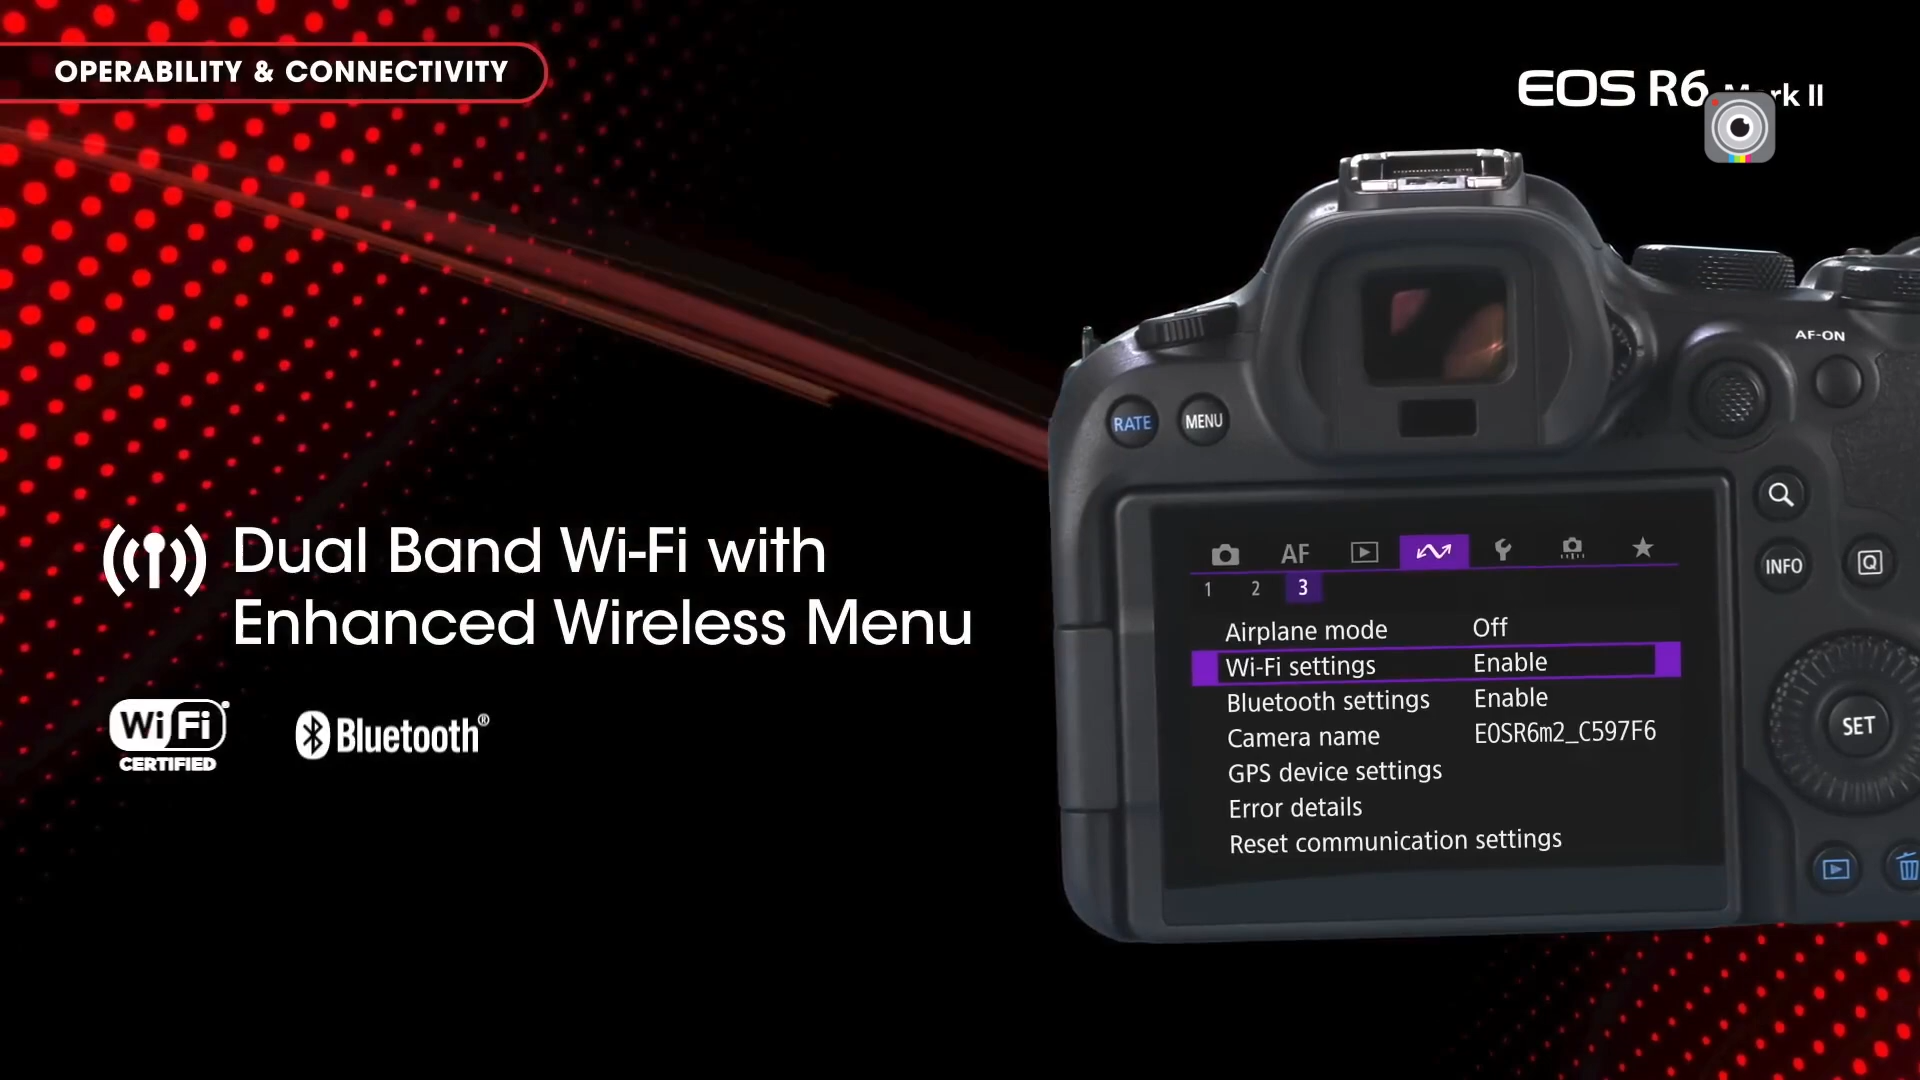 OPERABILITY & CONNECTIVITY
EOS R6 Mark II
AF-ON
RATE MENU
Dual Band Wi-Fi with
Enhanced Wireless Menu
Wi Fi
CERTIFIED
Bluetooth®
INFO Q
AF
1 2 3
Airplane mode Off
Wi-Fi settings Enable
Bluetooth settings Enable
Camera name EOSR6m2_C597F6
GPS device settings
Error details
Reset communication settings
SET